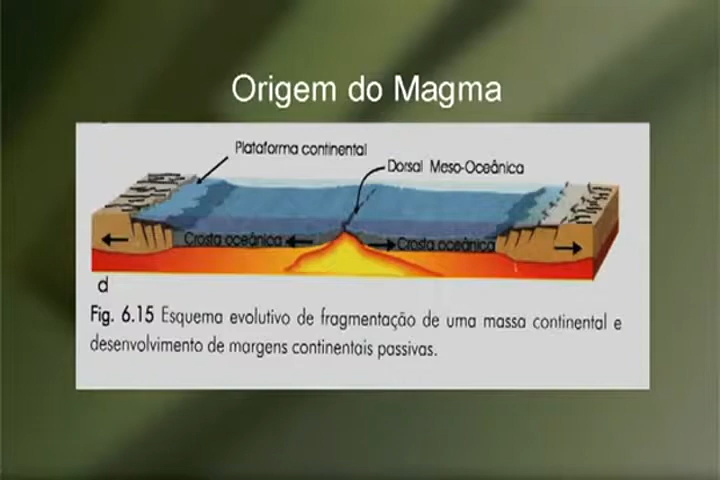 Origem do Magma
Plataforma continental
Dorsal Meso-Oceânica
Crosta oceânica
Crosta oceânica
d
Fig. 6.15 Esquema evolutivo de fragmentação de uma massa continental e
desenvolvimento de margens continentais passivas.